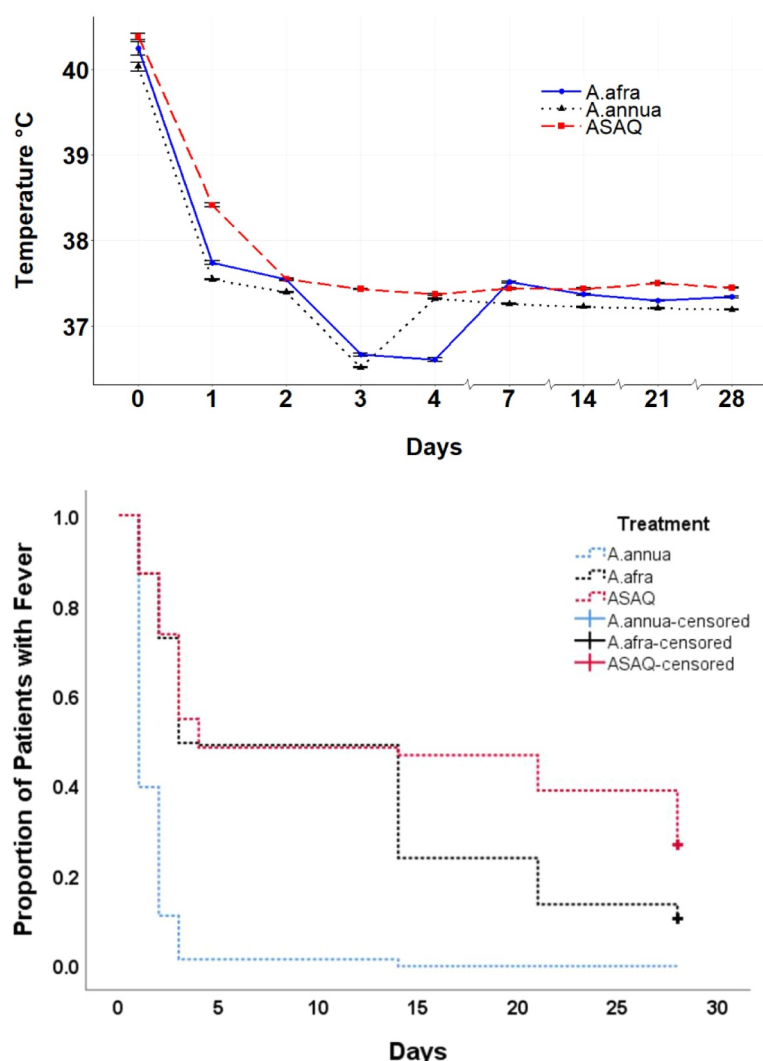 Temperature °C
40
39
38
37
A.afra
A.annua
ASAQ
0 1 2 3 4 7 14 21 28
Days
Proportion of Patients with Fever
1.0
0.8
0.6
0.4
0.2
0.0
Treatment
A.annua
A.afra
ASAQ
A.annua-censored
A.afra-censored
ASAQ-censored
0 5 10 15 20 25 30
Days